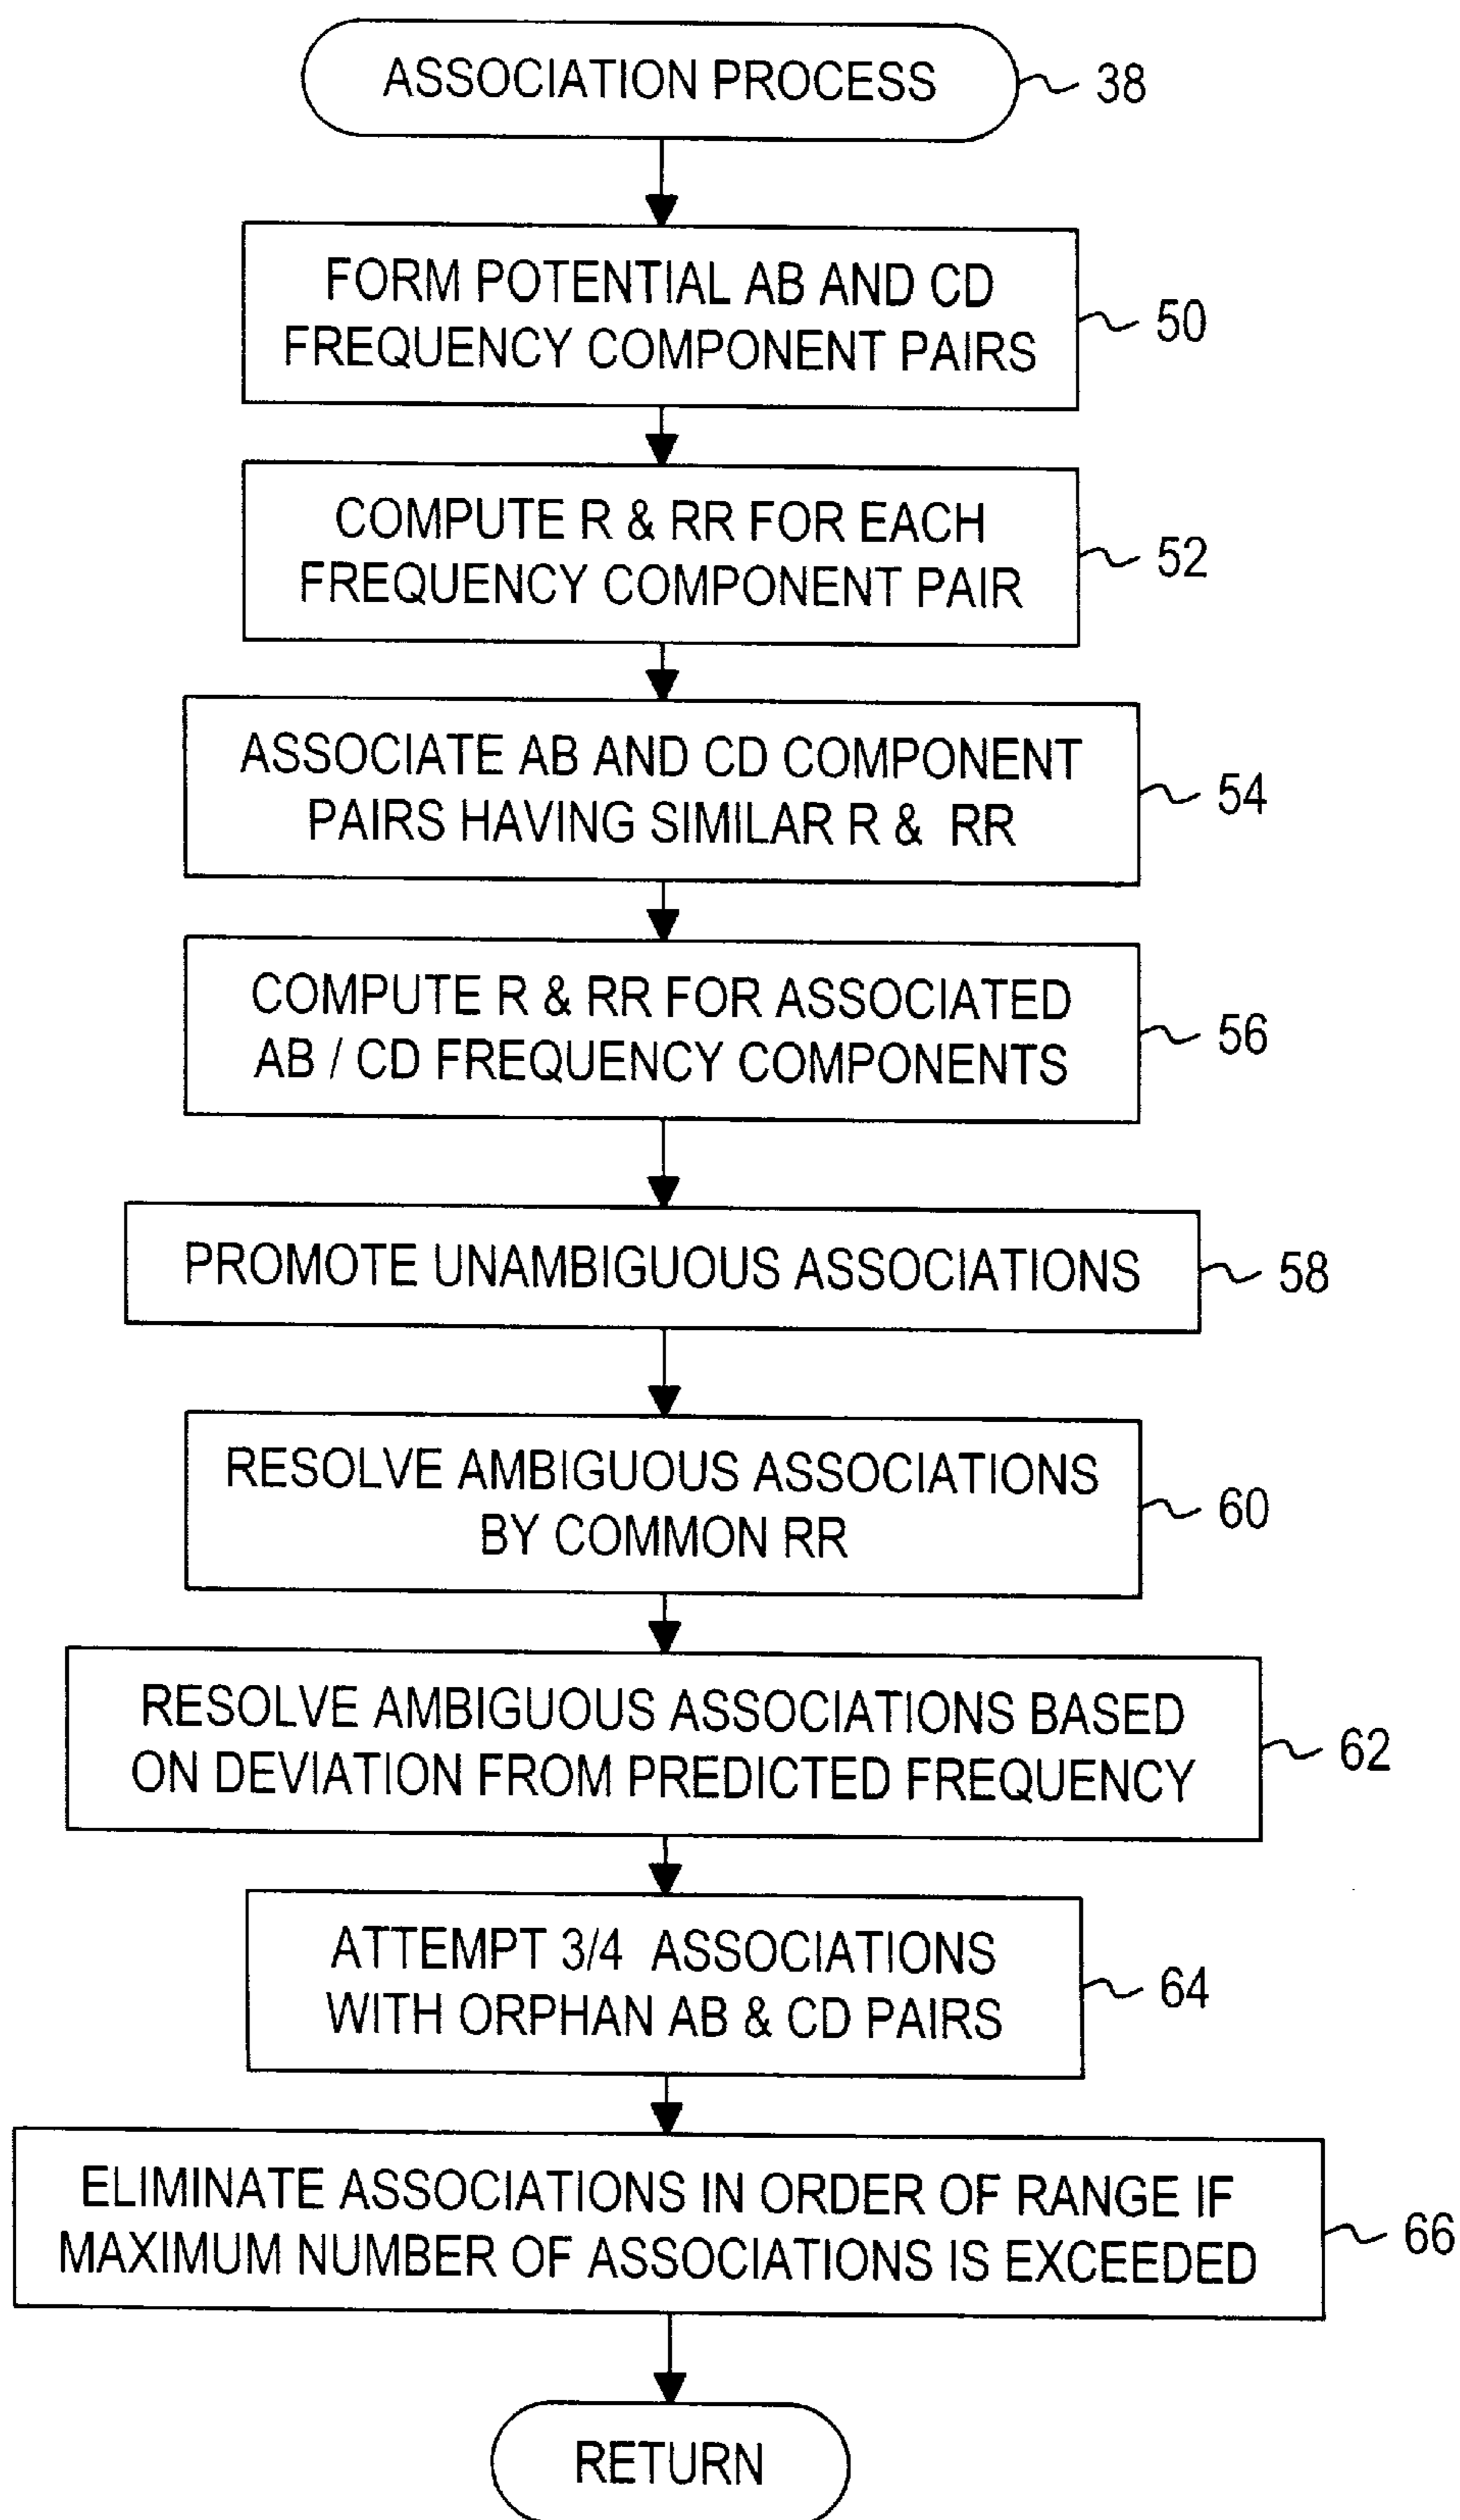 ASSOCIATION PROCESS
38
FORM POTENTIAL AB AND CD
FREQUENCY COMPONENT PAIRS
50
COMPUTE R & RR FOR EACH
FREQUENCY COMPONENT PAIR
52
ASSOCIATE AB AND CD COMPONENT
PAIRS HAVING SIMILAR R & RR
54
COMPUTE R & RR FOR ASSOCIATED
AB / CD FREQUENCY COMPONENTS
56
PROMOTE UNAMBIGUOUS ASSOCIATIONS
58
RESOLVE AMBIGUOUS ASSOCIATIONS
BY COMMON RR
60
RESOLVE AMBIGUOUS ASSOCIATIONS BASED
ON DEVIATION FROM PREDICTED FREQUENCY
62
ATTEMPT 3/4 ASSOCIATIONS
WITH ORPHAN AB & CD PAIRS
64
ELIMINATE ASSOCIATIONS IN ORDER OF RANGE IF
MAXIMUM NUMBER OF ASSOCIATIONS IS EXCEEDED
66
RETURN